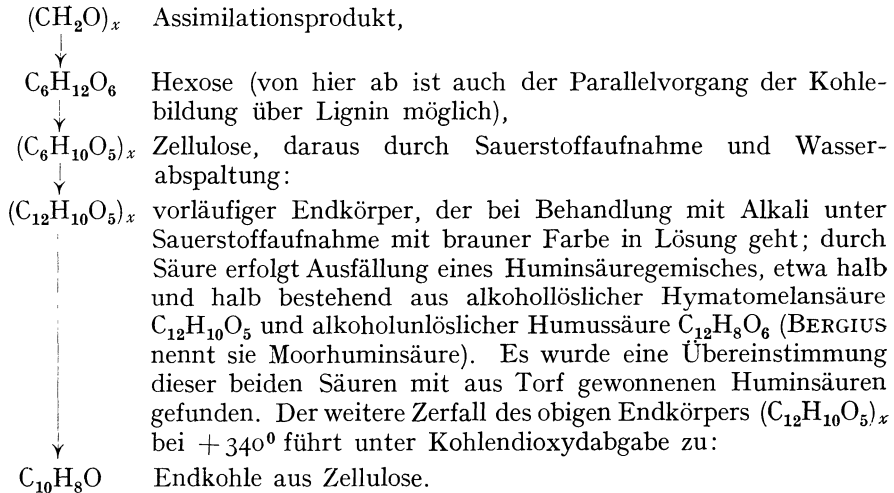 (CH₂O)ₓ Assimilationsprodukt,
C₆H₁₂O₆ Hexose (von hier ab ist auch der Parallelvorgang der Kohle-
bildung über Lignin möglich),
(C₆H₁₀O₅)ₓ Zellulose, daraus durch Sauerstoffaufnahme und Wasser-
abspaltung:
(C₁₂H₁₀O₅)ₓ vorläufiger Endkörper, der bei Behandlung mit Alkali unter
Sauerstoffaufnahme mit brauner Farbe in Lösung geht; durch
Säure erfolgt Ausfällung eines Huminsäuregemisches, etwa halb
und halb bestehend aus alkohollöslicher Hymatomelansäure
C₁₂H₁₀O₅ und alkoholunlöslicher Humussäure C₁₂H₈O₆ (BERGIUS
nennt sie Moorhuminsäure). Es wurde eine Übereinstimmung
dieser beiden Säuren mit aus Torf gewonnenen Huminsäuren
gefunden. Der weitere Zerfall des obigen Endkörpers (C₁₂H₁₀O₅)ₓ
bei +340⁰ führt unter Kohlendioxydabgabe zu:
C₁₀H₈O Endkohle aus Zellulose.